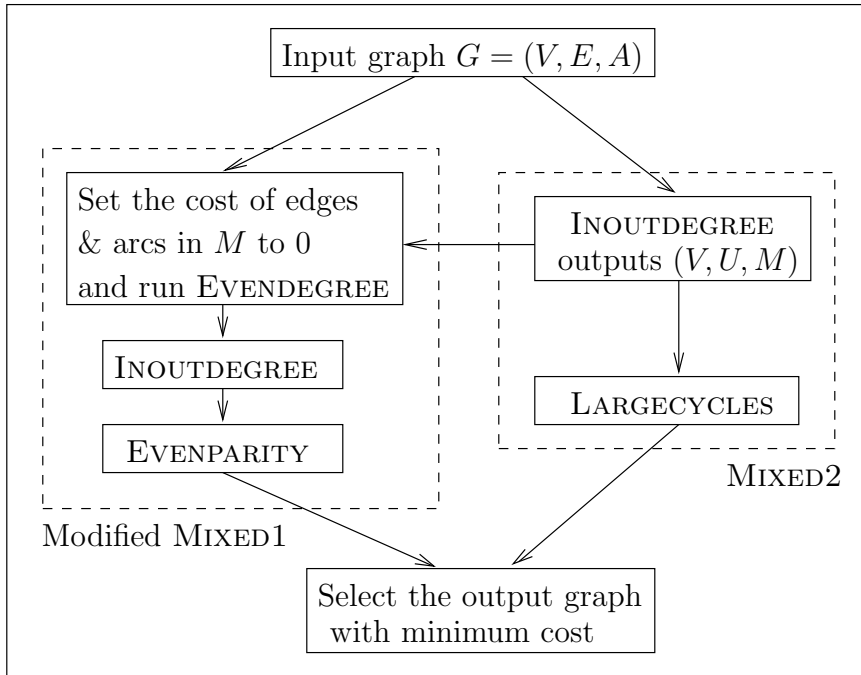 Input graph G = (V, E, A)
Set the cost of edges
& arcs in M to 0
and run EVENDEGREE
INOUTDEGREE
EVENPARITY
Modified MIXED1
INOUTDEGREE
outputs (V, U, M)
LARGECYCLES
MIXED2
Select the output graph
with minimum cost